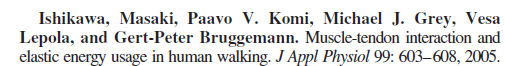 Ishikawa, Masaki, Paavo V. Komi, Michael J. Grey, Vesa
Lepola, and Gert-Peter Bruggemann. Muscle-tendon interaction and
elastic energy usage in human walking. J Appl Physiol 99: 603–608, 2005.